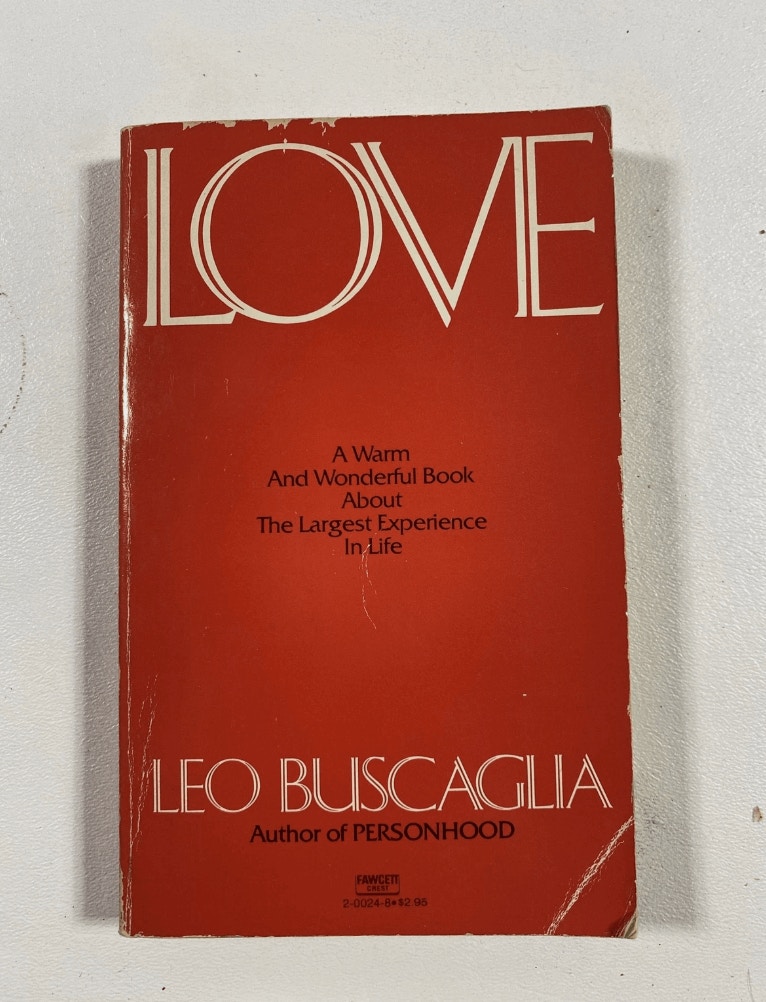 LOVE
A Warm
And Wonderful Book
About
The Largest Experience
In Life
LEO BUSCAGLIA
Author of PERSONHOOD
FAWCETT
CREST
2-0024-8•$2.95